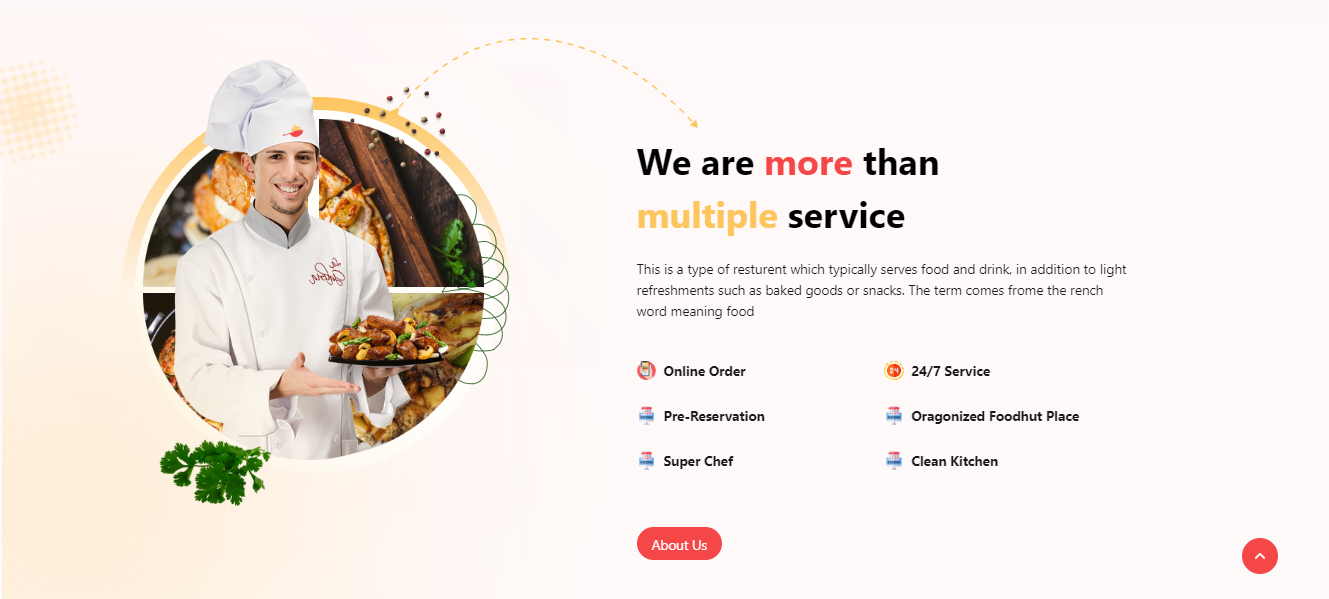 We are more than
multiple service
This is a type of resturent which typically serves food and drink, in addition to light
refreshments such as baked goods or snacks. The term comes frome the rench
word meaning food
Online Order
24
24/7 Service
Pre-Reservation
Oragonized Foodhut Place
Super Chef
Clean Kitchen
About Us